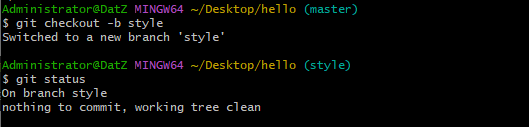 Administrator@DatZ MINGW64 ~/Desktop/hello (master)
$ git checkout -b style
Switched to a new branch 'style'
Administrator@DatZ MINGW64 ~/Desktop/hello (style)
$ git status
On branch style
nothing to commit, working tree clean